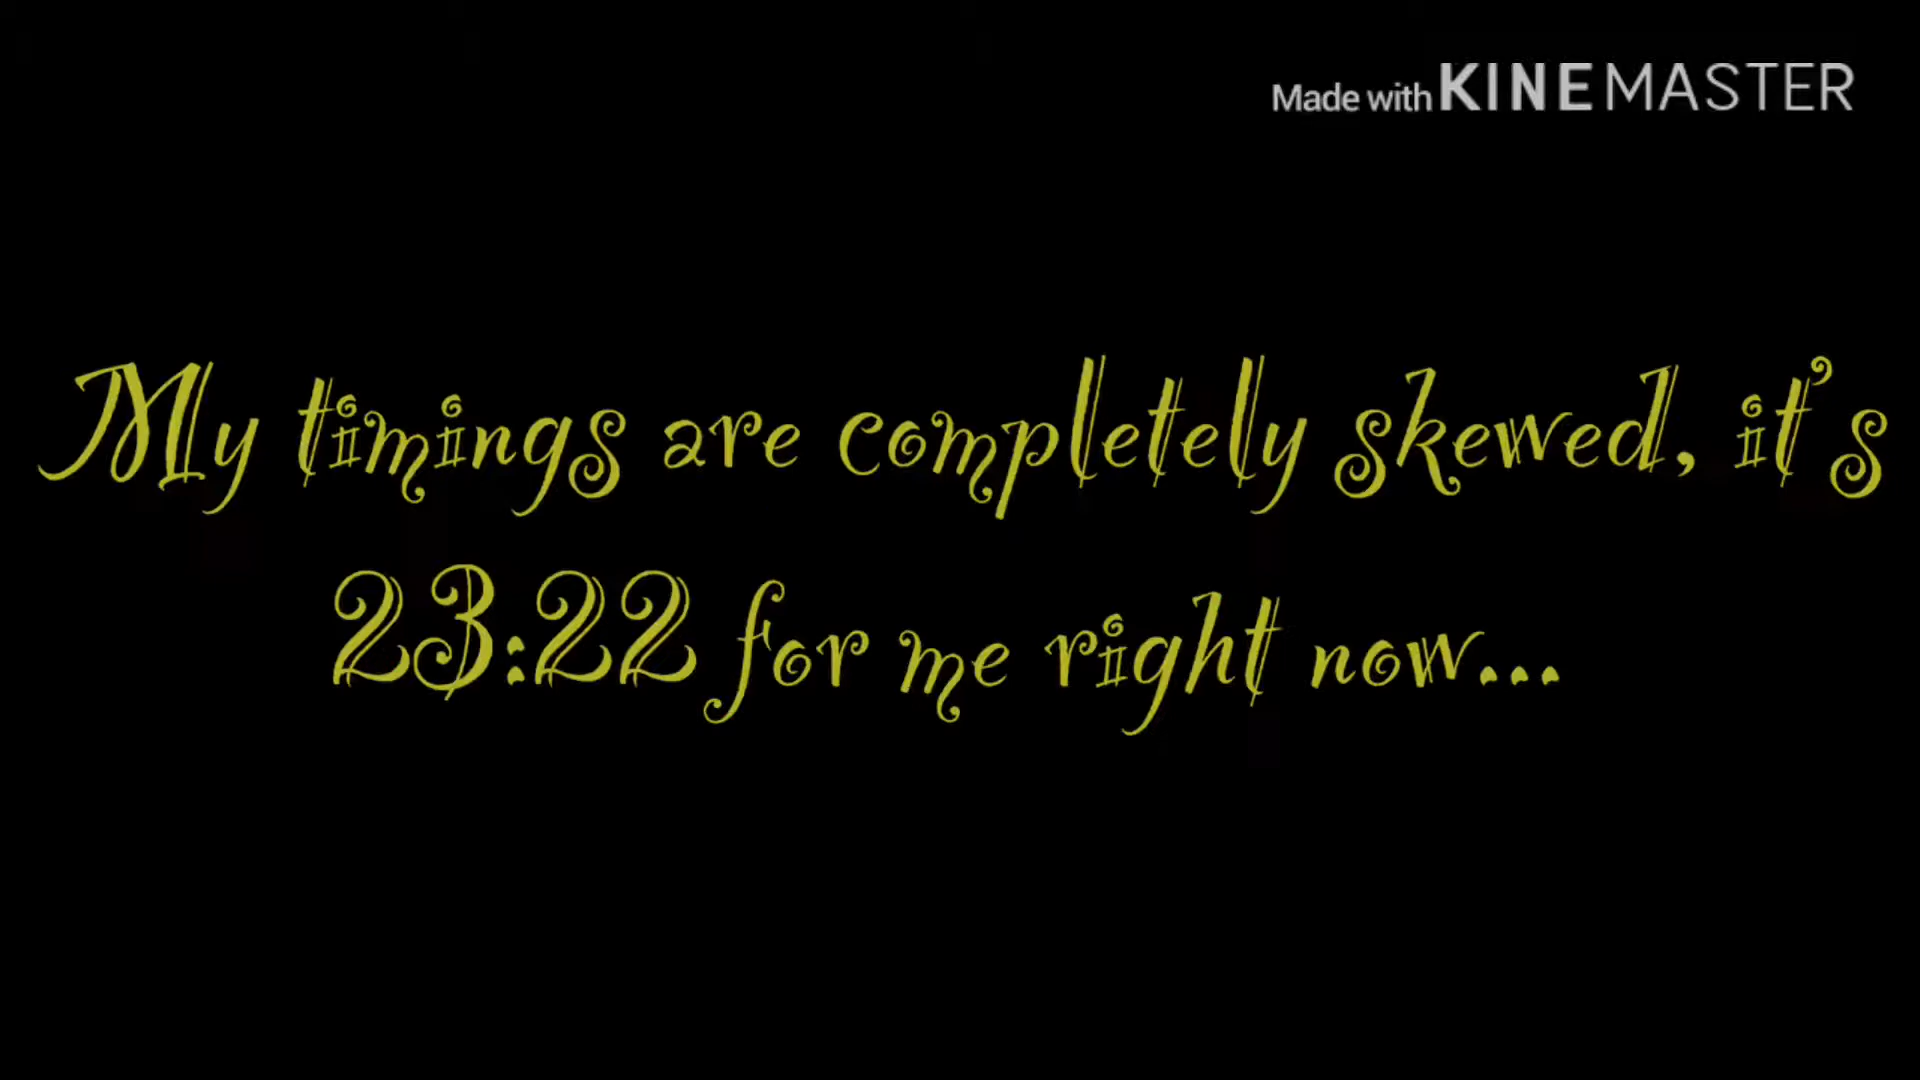 Made with KINEMASTER
My timings are completely skewed, it's
23:22 for me right now...